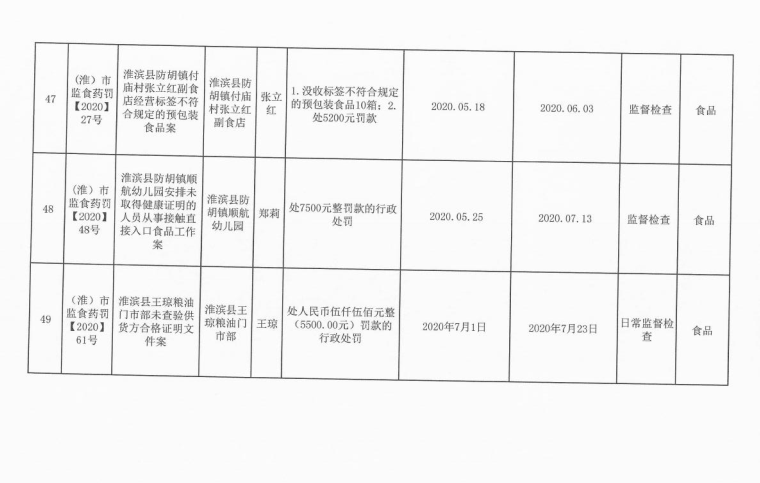 47
(淮)市
监食药罚
【2020】
27号
淮滨县防胡镇付
庙村张立红副食
店经营标签不符
合规定的预包装
食品案
淮滨县防
胡镇付庙
村张立红
副食店
张立
红
1.没收标签不符合规定
的预包装食品10箱；2.
处5200元罚款
2020.05.18
2020.06.03
监督检查
食品
48
(淮)市
监食药罚
【2020】
48号
淮滨县防胡镇顺
航幼儿园安排未
取得健康证明的
人员从事接触直
接入口食品工作
案
淮滨县防
胡镇顺航
幼儿园
郑莉
处7500元整罚款的行政
处罚
2020.05.25
2020.07.13
监督检查
食品
49
（淮）市
监食药罚
【2020】
61号
淮滨县王琼粮油
门市部未查验供
货方合格证明文
件案
淮滨县王
琼粮油门
市部
王琼
处人民币伍仟伍佰元整
（5500.00元）罚款的
行政处罚
2020年7月1日
2020年7月23日
日常监督检
查
食品